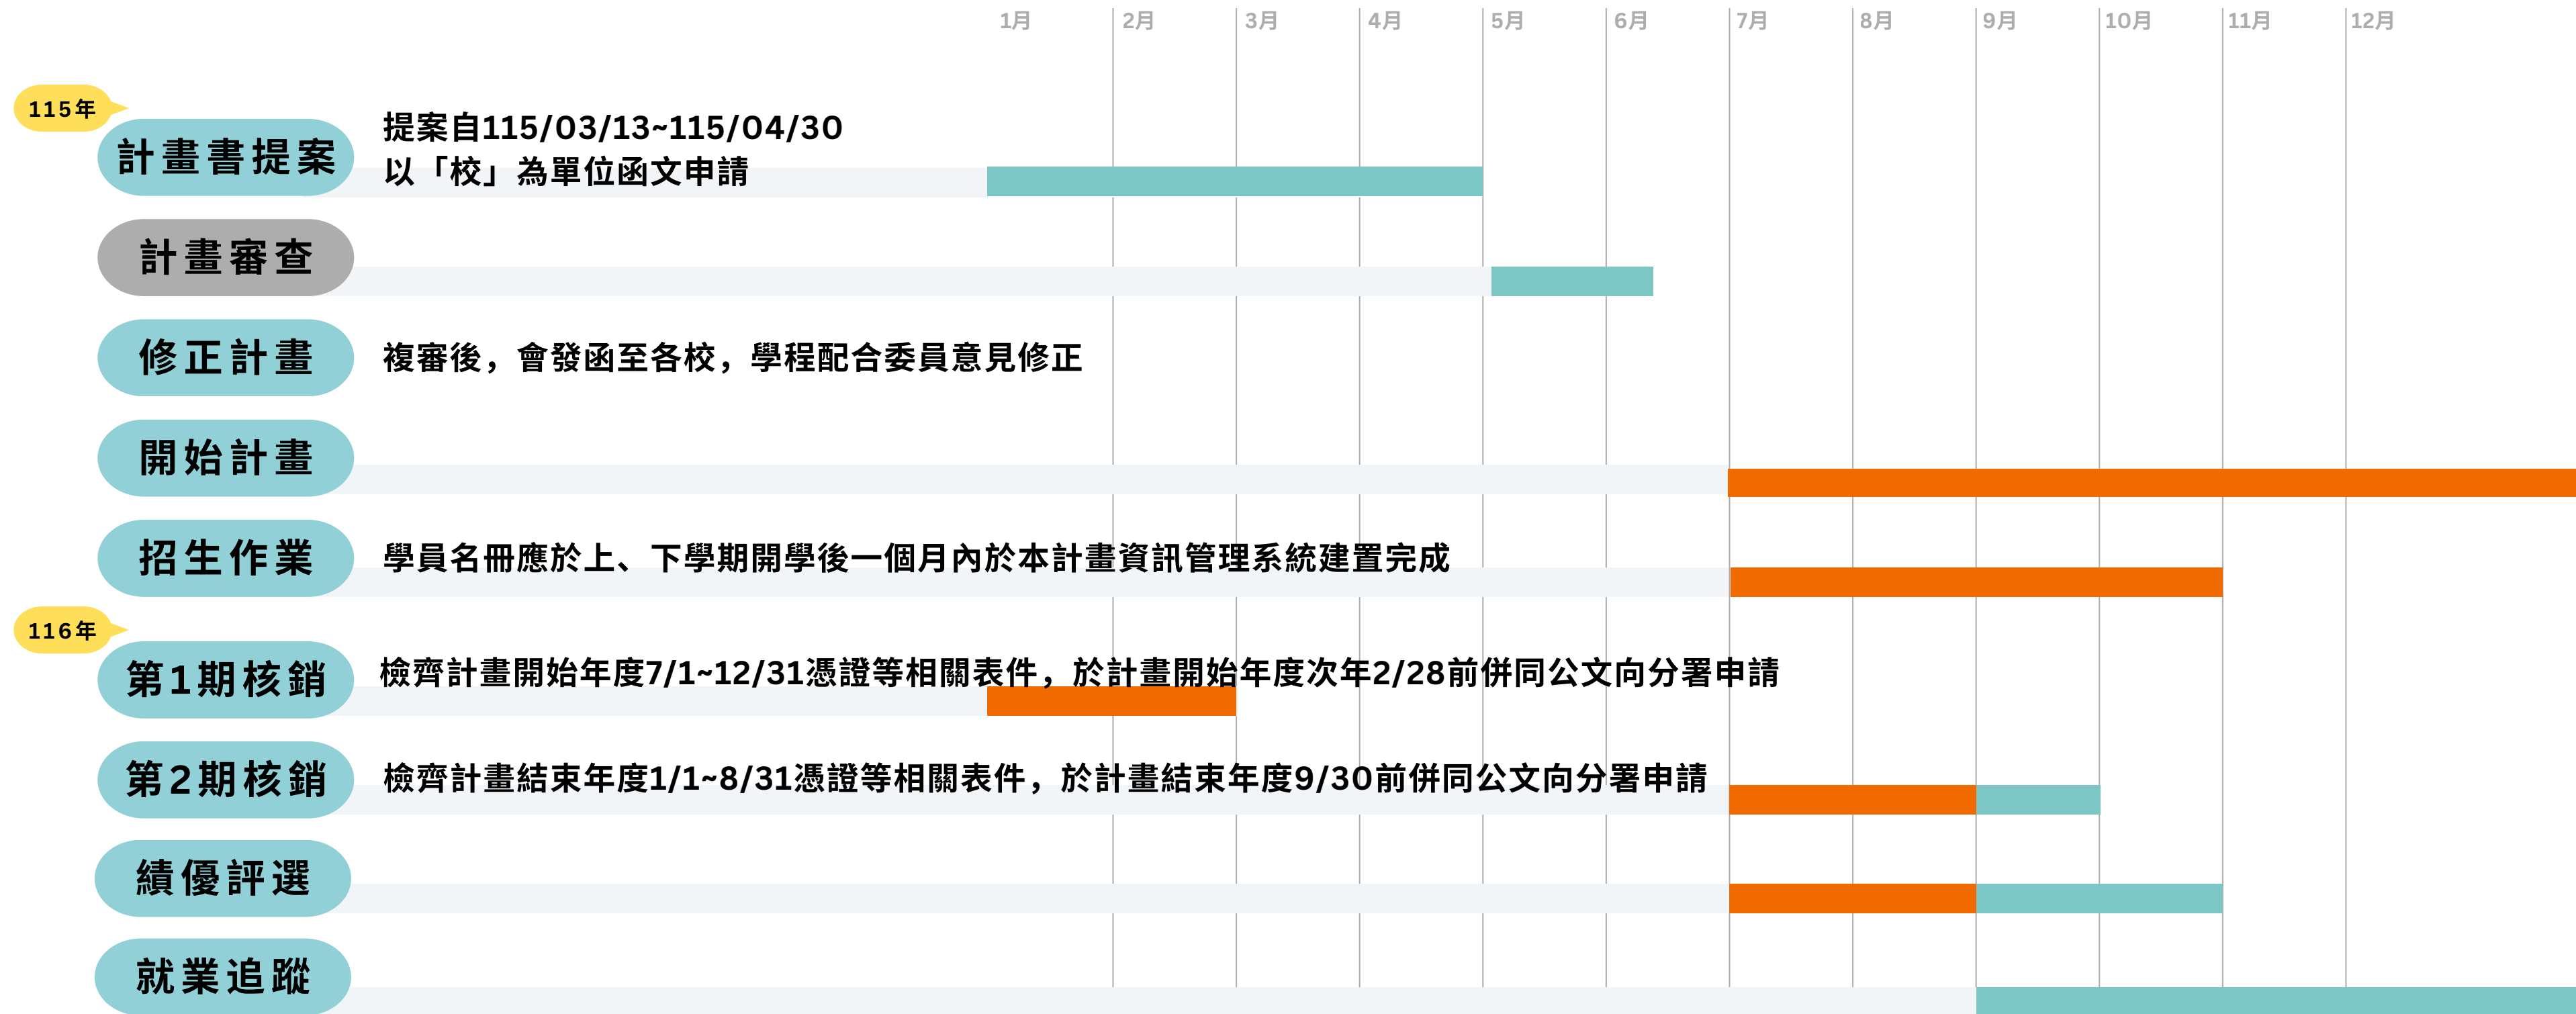 1月 2月 3月 4月 5月 6月 7月 8月 9月 10月 11月 12月
115年
計畫書提案
提案自115/03/13~115/04/30
以「校」為單位函文申請
計畫審查
修正計畫
複審後，會發函至各校，學程配合委員意見修正
開始計畫
招生作業
學員名冊應於上、下學期開學後一個月內於本計畫資訊管理系統建置完成
116年
第1期核銷
檢齊計畫開始年度7/1~12/31憑證等相關表件，於計畫開始年度次年2/28前併同公文向分署申請
第2期核銷
檢齊計畫結束年度1/1~8/31憑證等相關表件，於計畫結束年度9/30前併同公文向分署申請
績優評選
就業追蹤